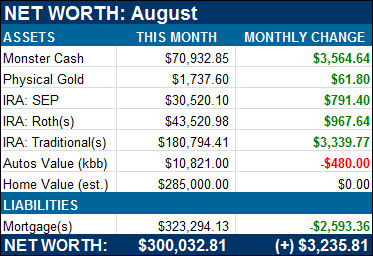 NET WORTH: August
ASSETS THIS MONTH MONTHLY CHANGE
Monster Cash $70,932.85 $3,564.64
Physical Gold $1,737.60 $61.80
IRA: SEP $30,520.10 $791.40
IRA: Roth(s) $43,520.98 $967.64
IRA: Traditional(s) $180,794.41 $3,339.77
Autos Value (kbb) $10,821.00 -$480.00
Home Value (est.) $285,000.00 $0.00
LIABILITIES
Mortgage(s) $323,294.13 -$2,593.36
NET WORTH: $300,032.81 (+) $3,235.81